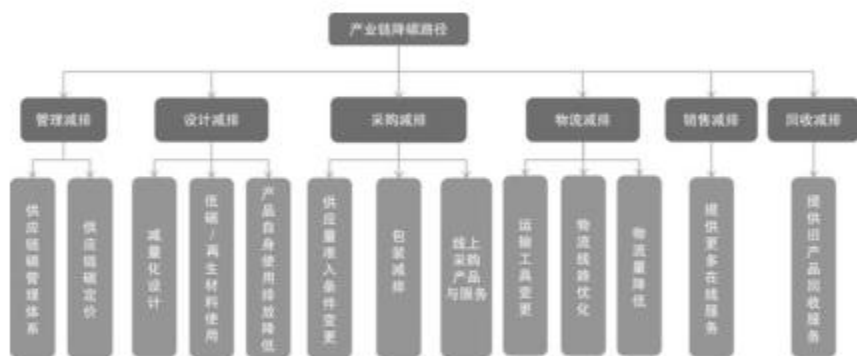 产业链降碳路径
管理减排
设计减排
采购减排
物流减排
销售减排
回收减排
供应链碳管理体系
供应链碳定价
减量化设计
低碳/再生材料使用
产品自身使用排放降低
供应量准入条件变更
包装减排
线上
采购
产品
与服务
运输工具变更
物流线路优化
物流量降低
提供更多在线服务
提供旧产品回收服务